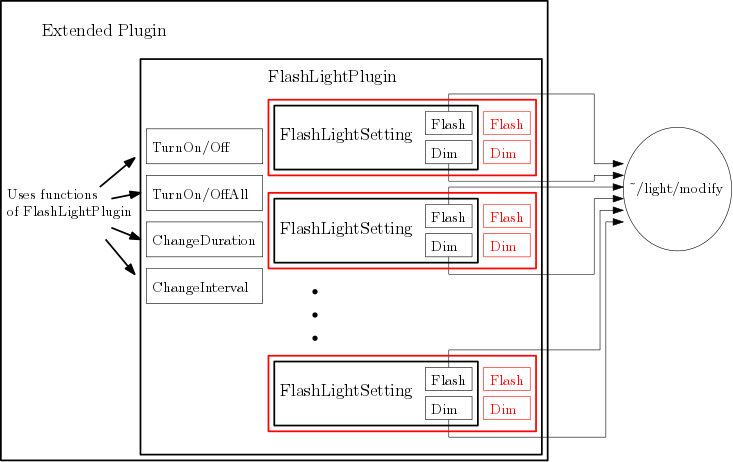 Extended Plugin
FlashLightPlugin
Uses functions
of FlashLightPlugin
TurnOn/Off
TurnOn/OffAll
ChangeDuration
ChangeInterval
FlashLightSetting
Flash
Flash
Dim
Dim
FlashLightSetting
Flash
Flash
Dim
Dim
FlashLightSetting
Flash
Flash
Dim
Dim
~/light/modify